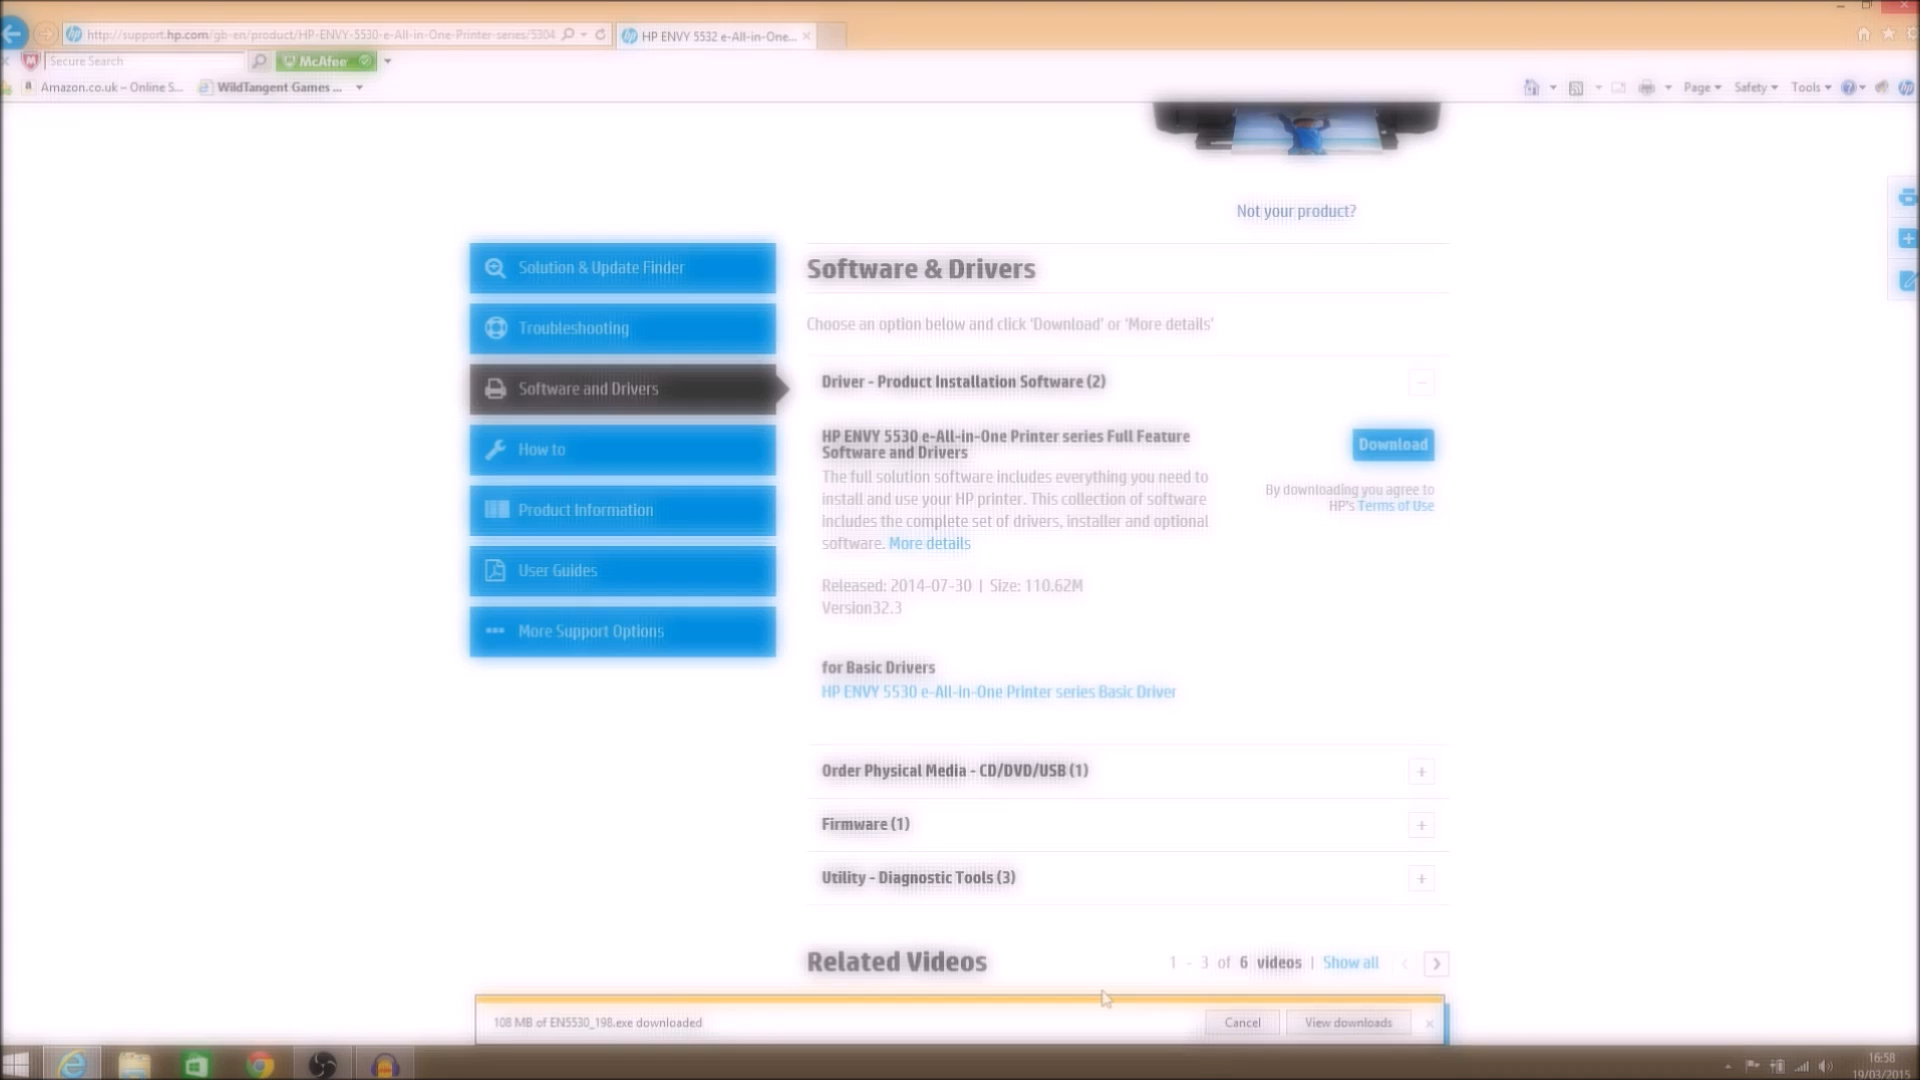 http://support.hp.com/gb-en/product/HP-ENVY-5530-e-All-in-One-Printer-series/5304
HP ENVY 5532 e-All-in-One...
Secure Search
McAfee
Amazon.co.uk – Online S...
WildTangent Games ...
Page
Safety
Tools
Not your product?
Solution & Update Finder
Troubleshooting
Software and Drivers
How to
Product Information
User Guides
More Support Options
Software & Drivers
Choose an option below and click 'Download' or 'More details'
Driver - Product Installation Software (2)
HP ENVY 5530 e-All-in-One Printer series Full Feature
Software and Drivers
The full solution software includes everything you need to
install and use your HP printer. This collection of software
includes the complete set of drivers, installer and optional
software. More details
Download
By downloading you agree to
HP's Terms of Use
Released: 2014-07-30 | Size: 110.62M
Version32.3
for Basic Drivers
HP ENVY 5530 e-All-in-One Printer series Basic Driver
Order Physical Media - CD/DVD/USB (1)
Firmware (1)
Utility - Diagnostic Tools (3)
Related Videos
1 - 3 of 6 videos | Show all
108 MB of EN5530_198.exe downloaded
Cancel
View downloads
16:58
19/03/2015